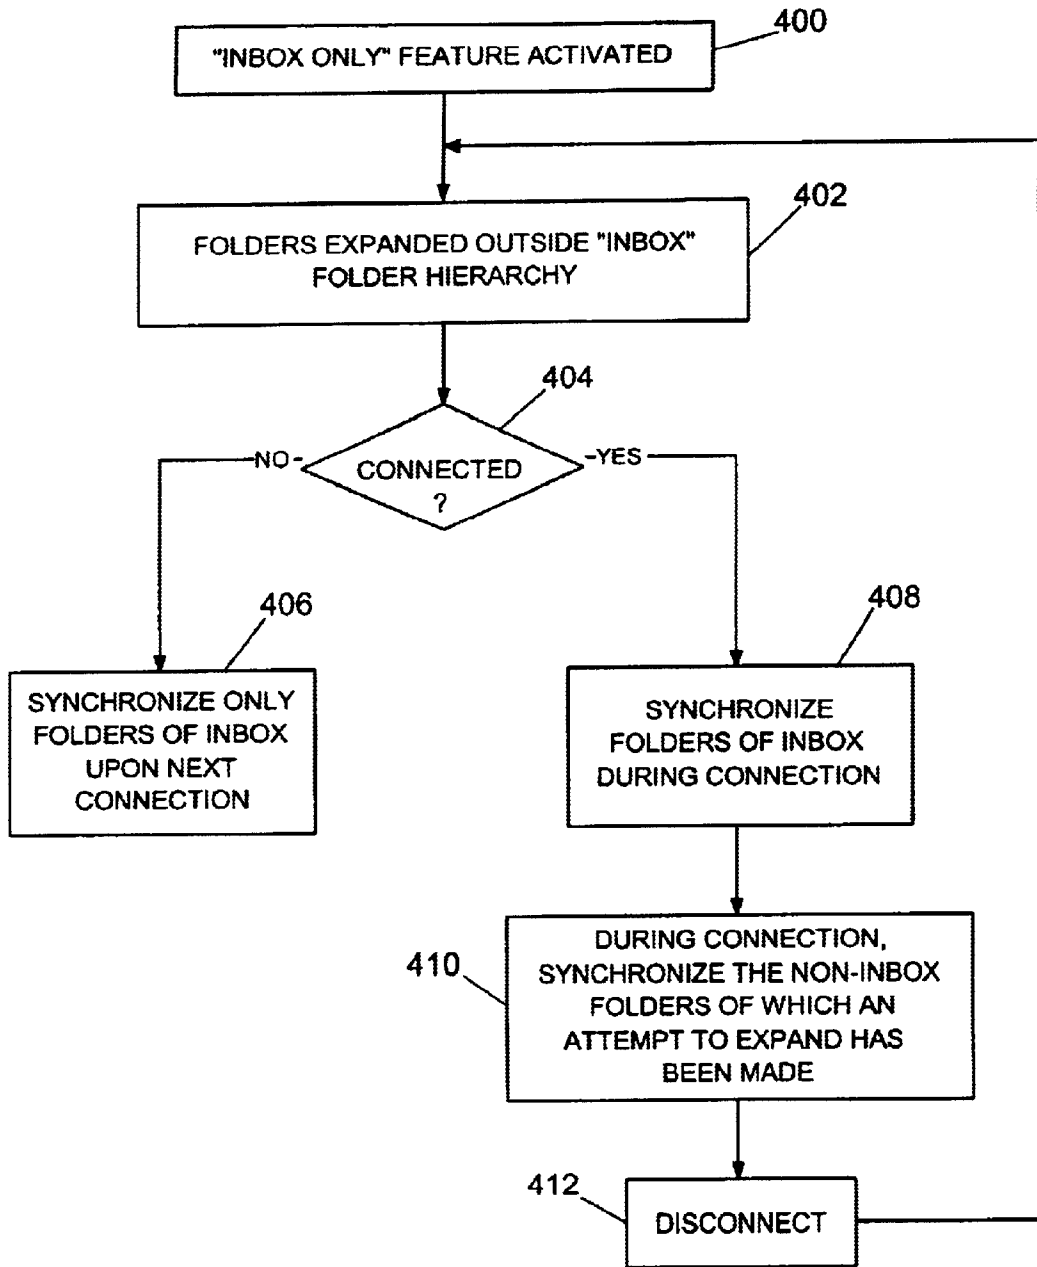 400
"INBOX ONLY" FEATURE ACTIVATED
402
FOLDERS EXPANDED OUTSIDE "INBOX"
FOLDER HIERARCHY
404
NO
CONNECTED
?
YES
406
SYNCHRONIZE ONLY
FOLDERS OF INBOX
UPON NEXT
CONNECTION
408
SYNCHRONIZE
FOLDERS OF INBOX
DURING CONNECTION
410
DURING CONNECTION,
SYNCHRONIZE THE NON-INBOX
FOLDERS OF WHICH AN
ATTEMPT TO EXPAND HAS
BEEN MADE
412
DISCONNECT